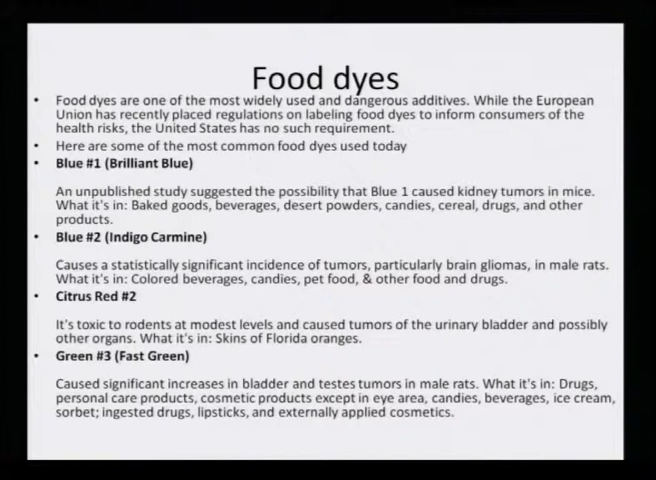 Food dyes
• Food dyes are one of the most widely used and dangerous additives. While the European
Union has recently placed regulations on labeling food dyes to inform consumers of the
health risks, the United States has no such requirement.
• Here are some of the most common food dyes used today
• Blue #1 (Brilliant Blue)
An unpublished study suggested the possibility that Blue 1 caused kidney tumors in mice.
What it's in: Baked goods, beverages, desert powders, candies, cereal, drugs, and other
products.
• Blue #2 (Indigo Carmine)
Causes a statistically significant incidence of tumors, particularly brain gliomas, in male rats.
What it's in: Colored beverages, candies, pet food, & other food and drugs.
• Citrus Red #2
It's toxic to rodents at modest levels and caused tumors of the urinary bladder and possibly
other organs. What it's in: Skins of Florida oranges.
• Green #3 (Fast Green)
Caused significant increases in bladder and testes tumors in male rats. What it's in: Drugs,
personal care products, cosmetic products except in eye area, candies, beverages, ice cream,
sorbet; ingested drugs, lipsticks, and externally applied cosmetics.